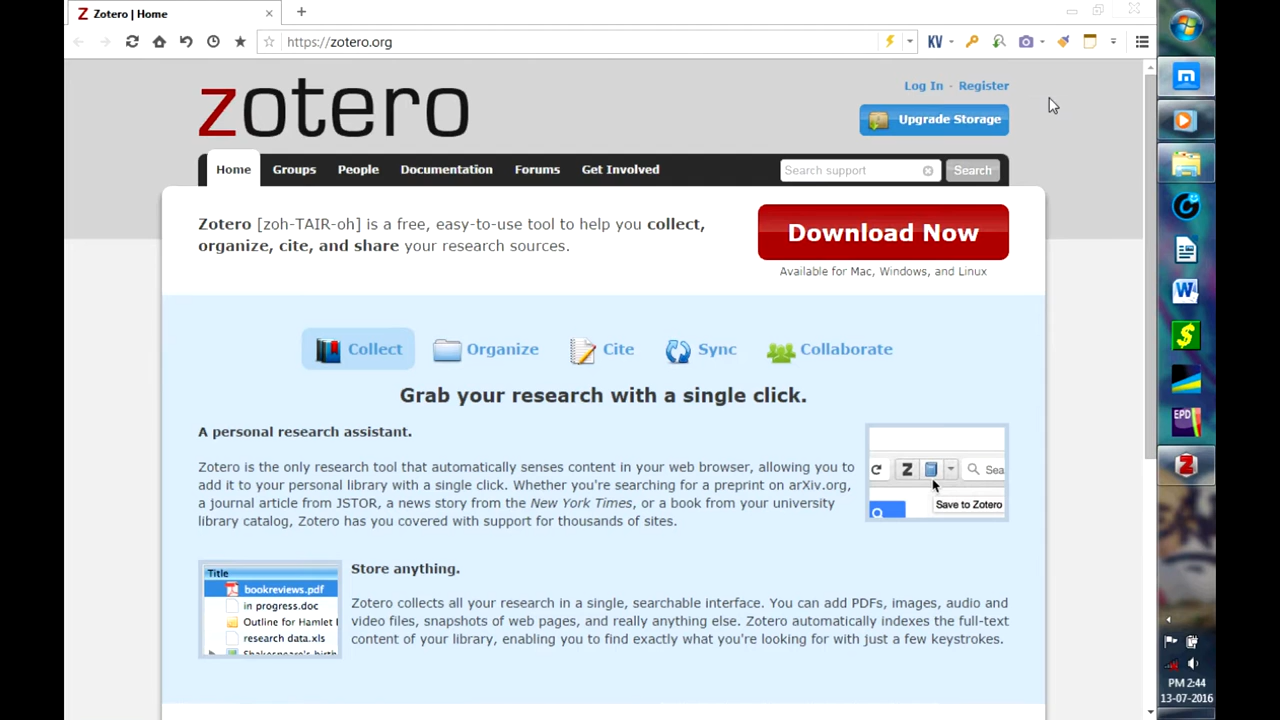 Zotero | Home
https://zotero.org
KV
zotero
Log In - Register
Upgrade Storage
Home Groups People Documentation Forums Get Involved
Search support Search
Zotero [zoh-TAIR-oh] is a free, easy-to-use tool to help you collect,
organize, cite, and share your research sources.
Download Now
Available for Mac, Windows, and Linux
Collect Organize Cite Sync Collaborate
Grab your research with a single click.
A personal research assistant.
Zotero is the only research tool that automatically senses content in your web browser, allowing you to
add it to your personal library with a single click. Whether you're searching for a preprint on arXiv.org,
a journal article from JSTOR, a news story from the New York Times, or a book from your university
library catalog, Zotero has you covered with support for thousands of sites.
Z Sea
Save to Zotero
Store anything.
Title
bookreviews.pdf
in progress.doc
Outline for Hamlet
research data.xls
Shakespeare's birth
Zotero collects all your research in a single, searchable interface. You can add PDFs, images, audio and
video files, snapshots of web pages, and really anything else. Zotero automatically indexes the full-text
content of your library, enabling you to find exactly what you're looking for with just a few keystrokes.
W
$
EPD
Z
PM 2:44
13-07-2016